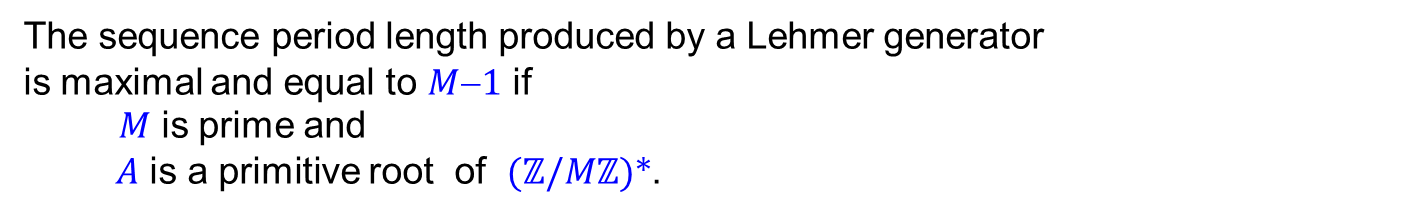 The sequence period length produced by a Lehmer generator
is maximal and equal to M−1 if
M is prime and
A is a primitive root of (ℤ/Mℤ)*.